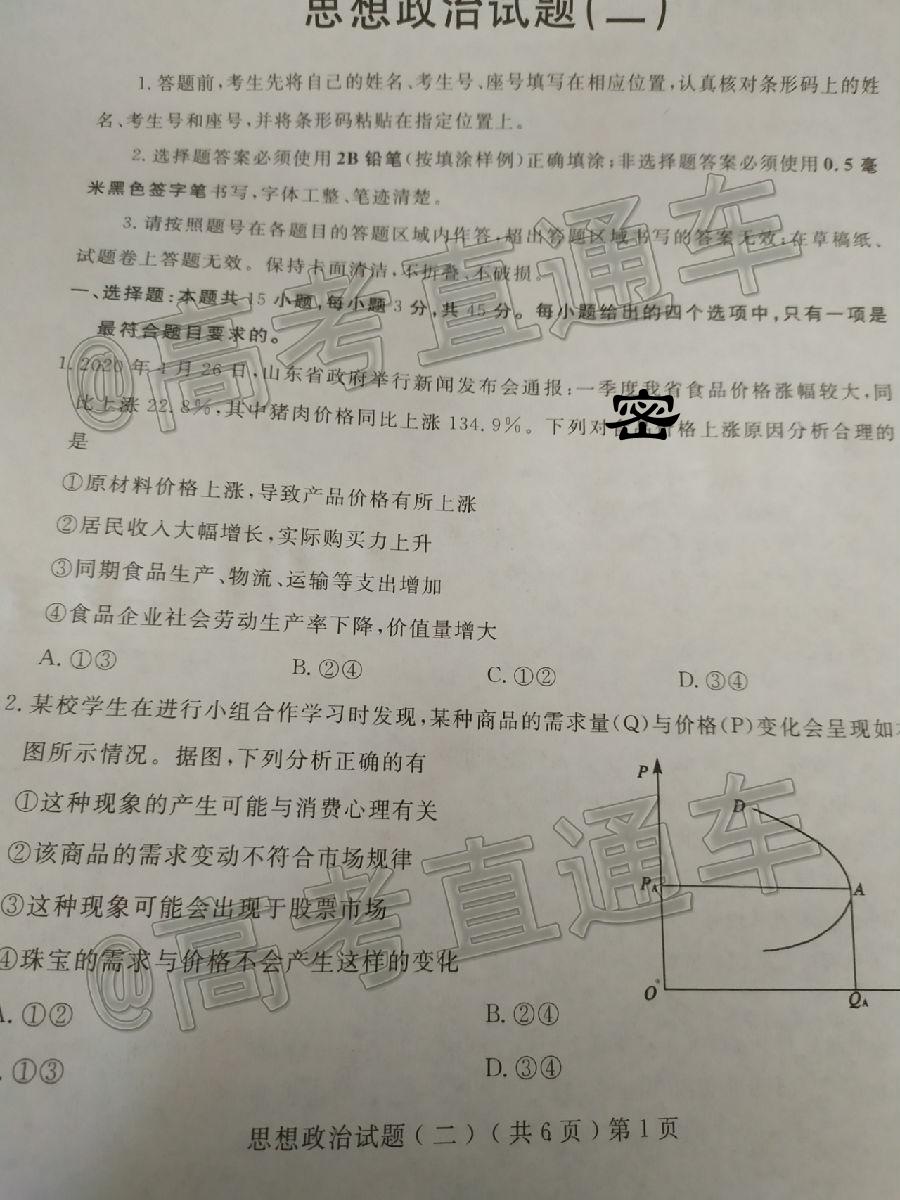 思想政治试题(二)
1.答题前,考生先将自己的姓名、考生号、座号填写在相应位置,认真核对条形码上的姓
名、考生号和座号,并将条形码粘贴在指定位置上。
2.选择题答案必须使用2B铅笔(按填涂样例)正确填涂;非选择题答案必须使用0.5毫
米黑色签字笔书写,字体工整、笔迹清楚。
3.请按照题号在各题目的答题区域内作答,超出答题区域书写的答案无效;在草稿纸、
试题卷上答题无效。保持卡面清洁,不折叠、不破损。
一、选择题:本题共15小题,每小题3分,共45分。每小题给出的四个选项中,只有一项是
最符合题目要求的。
1.2020年4月26日,山东省政府举行新闻发布会通报:一季度我省食品价格涨幅较大,同
比上涨22.8%,其中猪肉价格同比上涨134.9%。下列对 密 格上涨原因分析合理的
是
①原材料价格上涨,导致产品价格有所上涨
②居民收入大幅增长,实际购买力上升
③同期食品生产、物流、运输等支出增加
④食品企业社会劳动生产率下降,价值量增大
A.①③ B.②④ C.①② D.③④
2.某校学生在进行小组合作学习时发现,某种商品的需求量(Q)与价格(P)变化会呈现如
图所示情况。据图,下列分析正确的有
①这种现象的产生可能与消费心理有关
②该商品的需求变动不符合市场规律
③这种现象可能会出现于股票市场
④珠宝的需求与价格不会产生这样的变化
P
D
PA
A
O
QA
A.①② B.②④
①③ D.③④
思想政治试题(二)(共6页)第1页
@高考直通车
@高考直通车